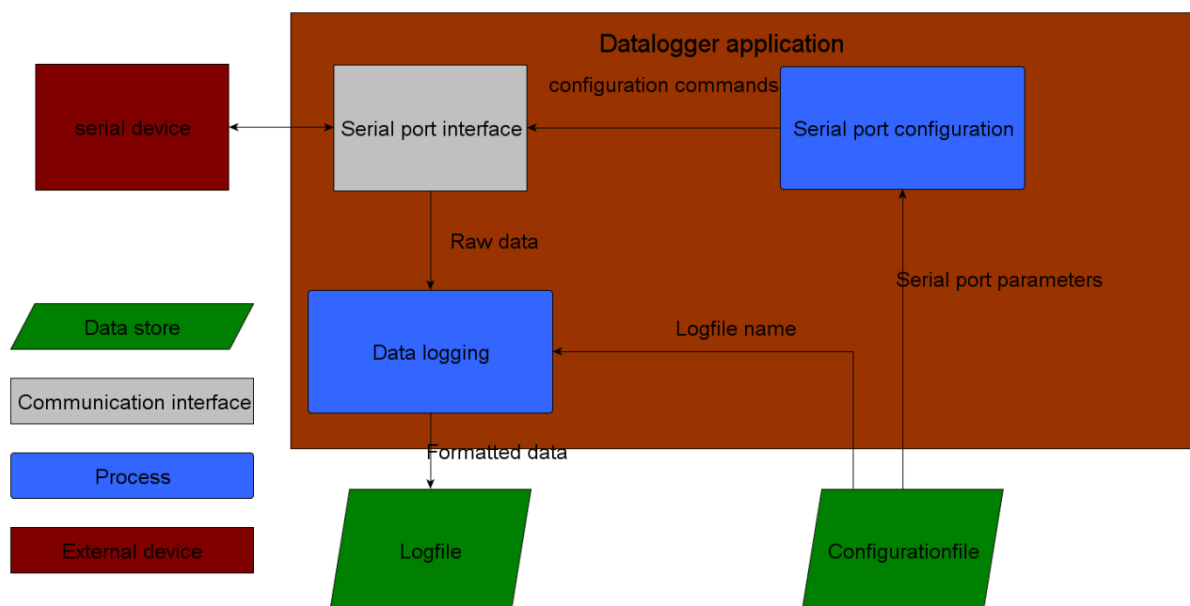 Datalogger application
configuration commands
serial device
Serial port interface
Serial port configuration
Raw data
Serial port parameters
Data store
Logfile name
Data logging
Communication interface
Formatted data
Process
External device
Logfile
Configurationfile